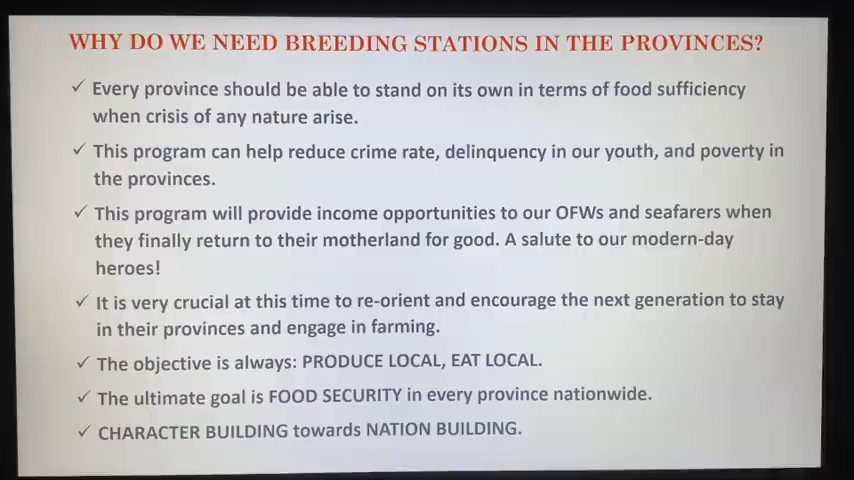 WHY DO WE NEED BREEDING STATIONS IN THE PROVINCES?
✓ Every province should be able to stand on its own in terms of food sufficiency
when crisis of any nature arise.
✓ This program can help reduce crime rate, delinquency in our youth, and poverty in
the provinces.
✓ This program will provide income opportunities to our OFWs and seafarers when
they finally return to their motherland for good. A salute to our modern-day
heroes!
✓ It is very crucial at this time to re-orient and encourage the next generation to stay
in their provinces and engage in farming.
✓ The objective is always: PRODUCE LOCAL, EAT LOCAL.
✓ The ultimate goal is FOOD SECURITY in every province nationwide.
✓ CHARACTER BUILDING towards NATION BUILDING.